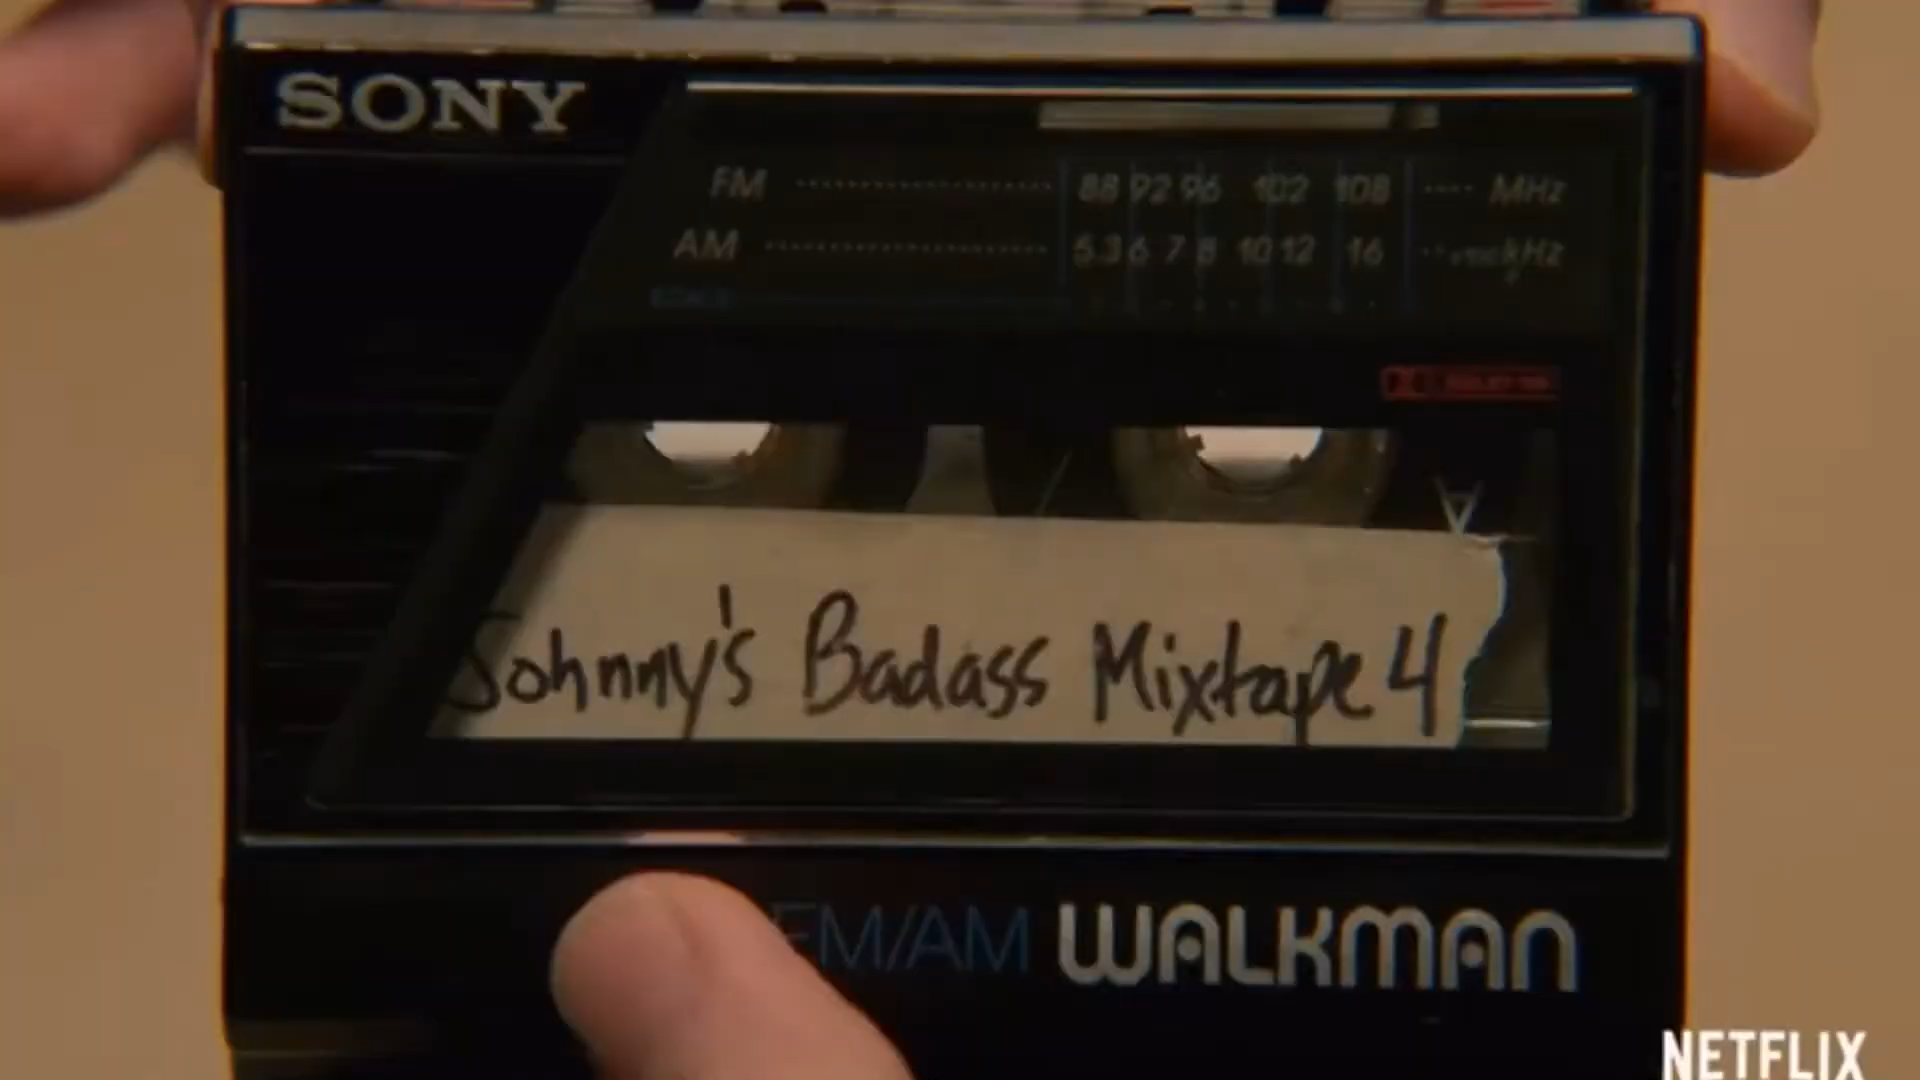 SONY
FM 88 92 96 102 108 MHz
AM 5.3 6 7 8 10 12 16 kHz
Johnny's Badass Mixtape 4
FM/AM WALKMAN
NETFLIX